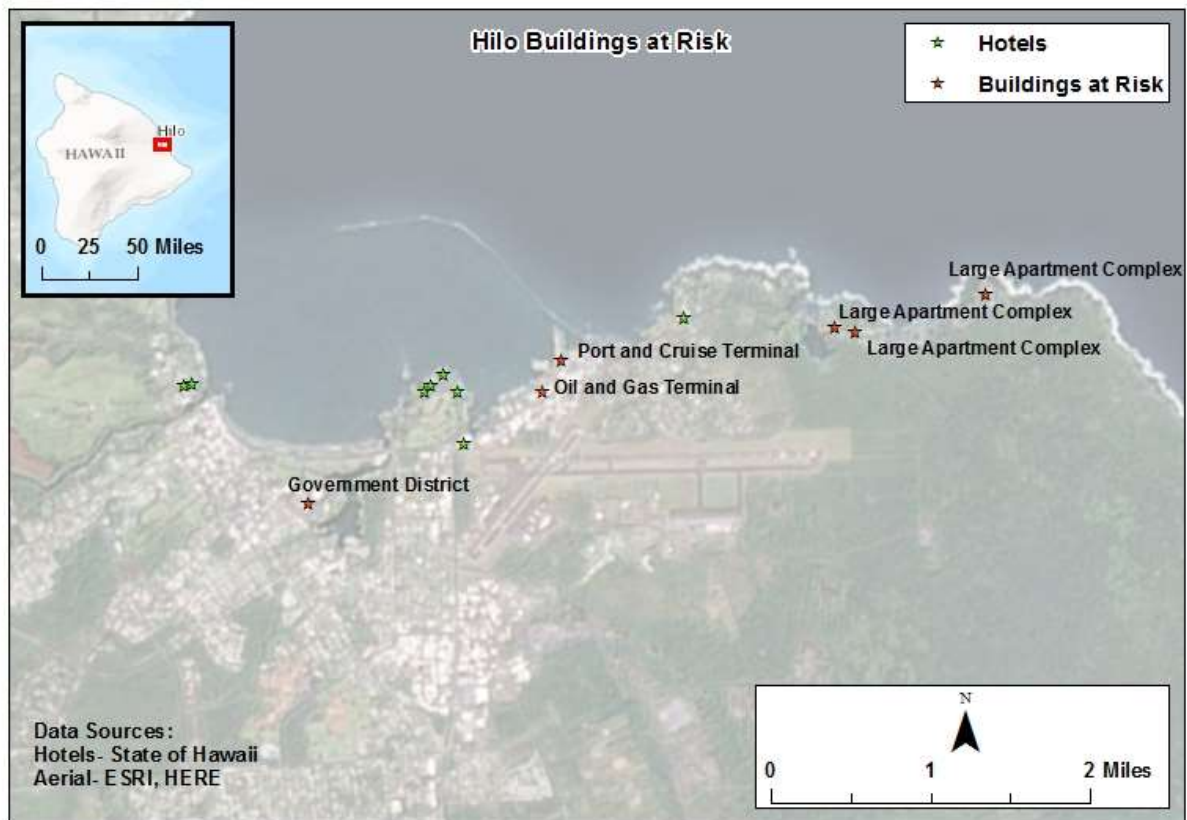 Hilo Buildings at Risk
Hotels
Buildings at Risk
Hilo
HAWAII
0 25 50 Miles
Large Apartment Complex
Large Apartment Complex
Port and Cruise Terminal
Large Apartment Complex
Oil and Gas Terminal
Government District
Data Sources:
Hotels- State of Hawaii
Aerial- ESRI, HERE
N
0 1 2 Miles